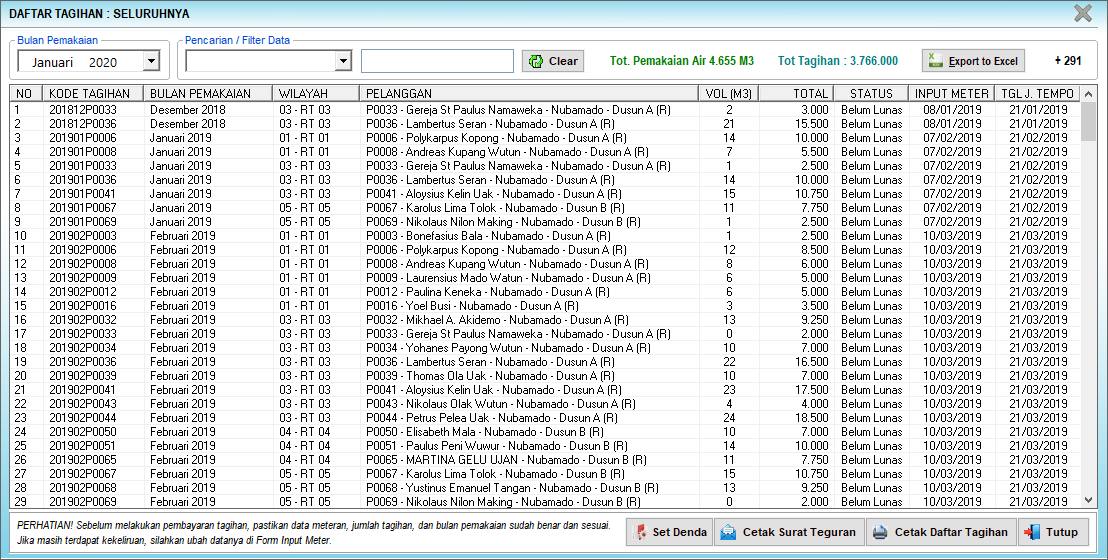 DAFTAR TAGIHAN : SELURUHNYA
Bulan Pemakaian
Januari 2020
Pencarian / Filter Data
Clear
Tot. Pemakaian Air 4.655 M3
Tot Tagihan : 3.766.000
Export to Excel
+ 291
NO KODE TAGIHAN BULAN PEMAKAIAN WILAYAH PELANGGAN VOL (M3) TOTAL STATUS INPUT METER TGL J. TEMPO
1 201812P0033 Desember 2018 03 - RT 03 P0033 - Gereja St Paulus Namaweka - Nubamado - Dusun A (R) 2 3.000 Belum Lunas 08/01/2019 21/01/2019
2 201812P0036 Desember 2018 03 - RT 03 P0036 - Lambertus Seran - Nubamado - Dusun A (R) 21 15.500 Belum Lunas 08/01/2019 21/01/2019
3 201901P0006 Januari 2019 01 - RT 01 P0006 - Polykarpus Kopong - Nubamado - Dusun A (R) 14 10.000 Belum Lunas 07/02/2019 21/02/2019
4 201901P0008 Januari 2019 01 - RT 01 P0008 - Andreas Kupang Wutun - Nubamado - Dusun A (R) 7 5.500 Belum Lunas 07/02/2019 21/02/2019
5 201901P0033 Januari 2019 03 - RT 03 P0033 - Gereja St Paulus Namaweka - Nubamado - Dusun A (R) 1 2.500 Belum Lunas 07/02/2019 21/02/2019
6 201901P0036 Januari 2019 03 - RT 03 P0036 - Lambertus Seran - Nubamado - Dusun A (R) 14 10.000 Belum Lunas 07/02/2019 21/02/2019
7 201901P0041 Januari 2019 03 - RT 03 P0041 - Aloysius Kelin Uak - Nubamado - Dusun A (R) 15 10.750 Belum Lunas 07/02/2019 21/02/2019
8 201901P0067 Januari 2019 05 - RT 05 P0067 - Karolus Lima Tolok - Nubamado - Dusun B (R) 11 7.750 Belum Lunas 07/02/2019 21/02/2019
9 201901P0069 Januari 2019 05 - RT 05 P0069 - Nikolaus Nilon Making - Nubamado - Dusun B (R) 1 2.500 Belum Lunas 07/02/2019 21/02/2019
10 201902P0003 Februari 2019 01 - RT 01 P0003 - Bonefasius Bala - Nubamado - Dusun A (R) 1 2.500 Belum Lunas 10/03/2019 21/03/2019
11 201902P0006 Februari 2019 01 - RT 01 P0006 - Polykarpus Kopong - Nubamado - Dusun A (R) 12 8.500 Belum Lunas 10/03/2019 21/03/2019
12 201902P0008 Februari 2019 01 - RT 01 P0008 - Andreas Kupang Wutun - Nubamado - Dusun A (R) 8 6.000 Belum Lunas 10/03/2019 21/03/2019
13 201902P0009 Februari 2019 01 - RT 01 P0009 - Laurensius Mado Watun - Nubamado - Dusun A (R) 6 5.000 Belum Lunas 10/03/2019 21/03/2019
14 201902P0012 Februari 2019 01 - RT 01 P0012 - Paulina Keneka - Nubamado - Dusun A (R) 6 5.000 Belum Lunas 10/03/2019 21/03/2019
15 201902P0016 Februari 2019 01 - RT 01 P0016 - Yoel Busi - Nubamado - Dusun A (R) 3 3.500 Belum Lunas 10/03/2019 21/03/2019
16 201902P0032 Februari 2019 03 - RT 03 P0032 - Mikhael A. Akidemo - Nubamado - Dusun A (R) 13 9.250 Belum Lunas 10/03/2019 21/03/2019
17 201902P0033 Februari 2019 03 - RT 03 P0033 - Gereja St Paulus Namaweka - Nubamado - Dusun A (R) 0 2.000 Belum Lunas 10/03/2019 21/03/2019
18 201902P0034 Februari 2019 03 - RT 03 P0034 - Yohanes Payong Wutun - Nubamado - Dusun A (R) 10 7.000 Belum Lunas 10/03/2019 21/03/2019
19 201902P0036 Februari 2019 03 - RT 03 P0036 - Lambertus Seran - Nubamado - Dusun A (R) 22 16.500 Belum Lunas 10/03/2019 21/03/2019
20 201902P0039 Februari 2019 03 - RT 03 P0039 - Thomas Ola Uak - Nubamado - Dusun A (R) 10 7.000 Belum Lunas 10/03/2019 21/03/2019
21 201902P0041 Februari 2019 03 - RT 03 P0041 - Aloysius Kelin Uak - Nubamado - Dusun A (R) 23 17.500 Belum Lunas 10/03/2019 21/03/2019
22 201902P0043 Februari 2019 03 - RT 03 P0043 - Nikolaus Olak Wutun - Nubamado - Dusun A (R) 4 4.000 Belum Lunas 10/03/2019 21/03/2019
23 201902P0044 Februari 2019 03 - RT 03 P0044 - Petrus Pelea Uak - Nubamado - Dusun A (R) 24 18.500 Belum Lunas 10/03/2019 21/03/2019
24 201902P0050 Februari 2019 04 - RT 04 P0050 - Elisabeth Mala - Nubamado - Dusun B (R) 10 7.000 Belum Lunas 10/03/2019 21/03/2019
25 201902P0051 Februari 2019 04 - RT 04 P0051 - Paulus Peni Wuwur - Nubamado - Dusun B (R) 14 10.000 Belum Lunas 10/03/2019 21/03/2019
26 201902P0065 Februari 2019 04 - RT 04 P0065 - MARTINA GELU UJAN - Nubamado - Dusun B (R) 11 7.750 Belum Lunas 10/03/2019 21/03/2019
27 201902P0067 Februari 2019 05 - RT 05 P0067 - Karolus Lima Tolok - Nubamado - Dusun B (R) 15 10.750 Belum Lunas 10/03/2019 21/03/2019
28 201902P0068 Februari 2019 05 - RT 05 P0068 - Yustinus Emanuel Tangan - Nubamado - Dusun B (R) 13 9.250 Belum Lunas 10/03/2019 21/03/2019
29 201902P0069 Februari 2019 05 - RT 05 P0069 - Nikolaus Nilon Making - Nubamado - Dusun B (R) 0 2.000 Belum Lunas 10/03/2019 21/03/2019
PERHATIAN! Sebelum melakukan pembayaran tagihan, pastikan data meteran, jumlah tagihan, dan bulan pemakaian sudah benar dan sesuai.
Jika masih terdapat kekeliruan, silahkan ubah datanya di Form Input Meter.
Set Denda
Cetak Surat Teguran
Cetak Daftar Tagihan
Tutup